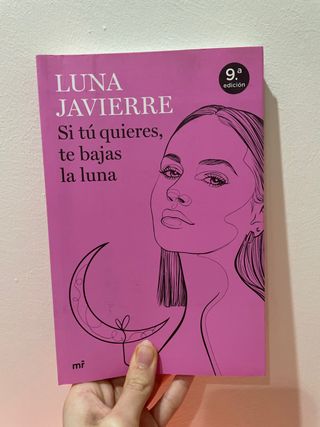 LUNA
JAVIERRE
Si tú quieres,
te bajas
la luna
9.ª
edición
mr